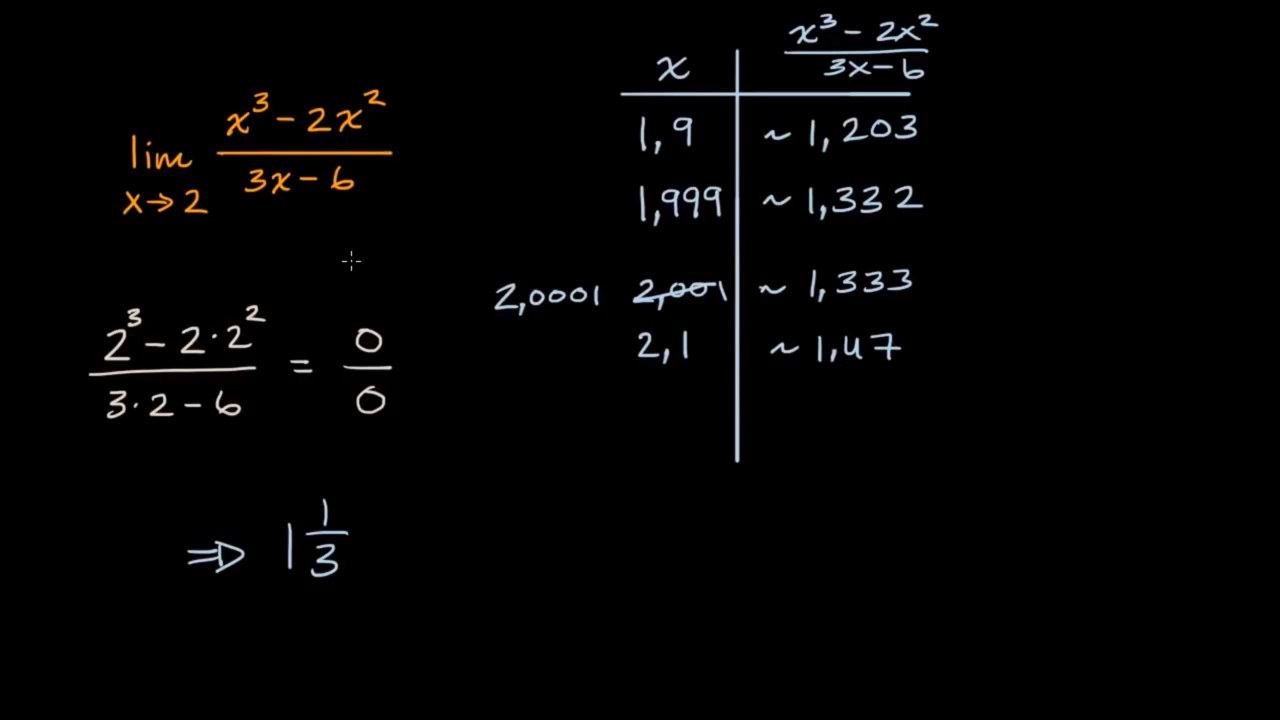 lim x→2 (x³ - 2x²)/(3x - 6)
(2³ - 2·2²)/(3·2 - 6) = 0/0
⇒ 1 1/3
x | (x³ - 2x²)/(3x - 6)
1,9 | ~ 1,203
1,999 | ~ 1,332
2,0001 2,001 | ~ 1,333
2,1 | ~ 1,47